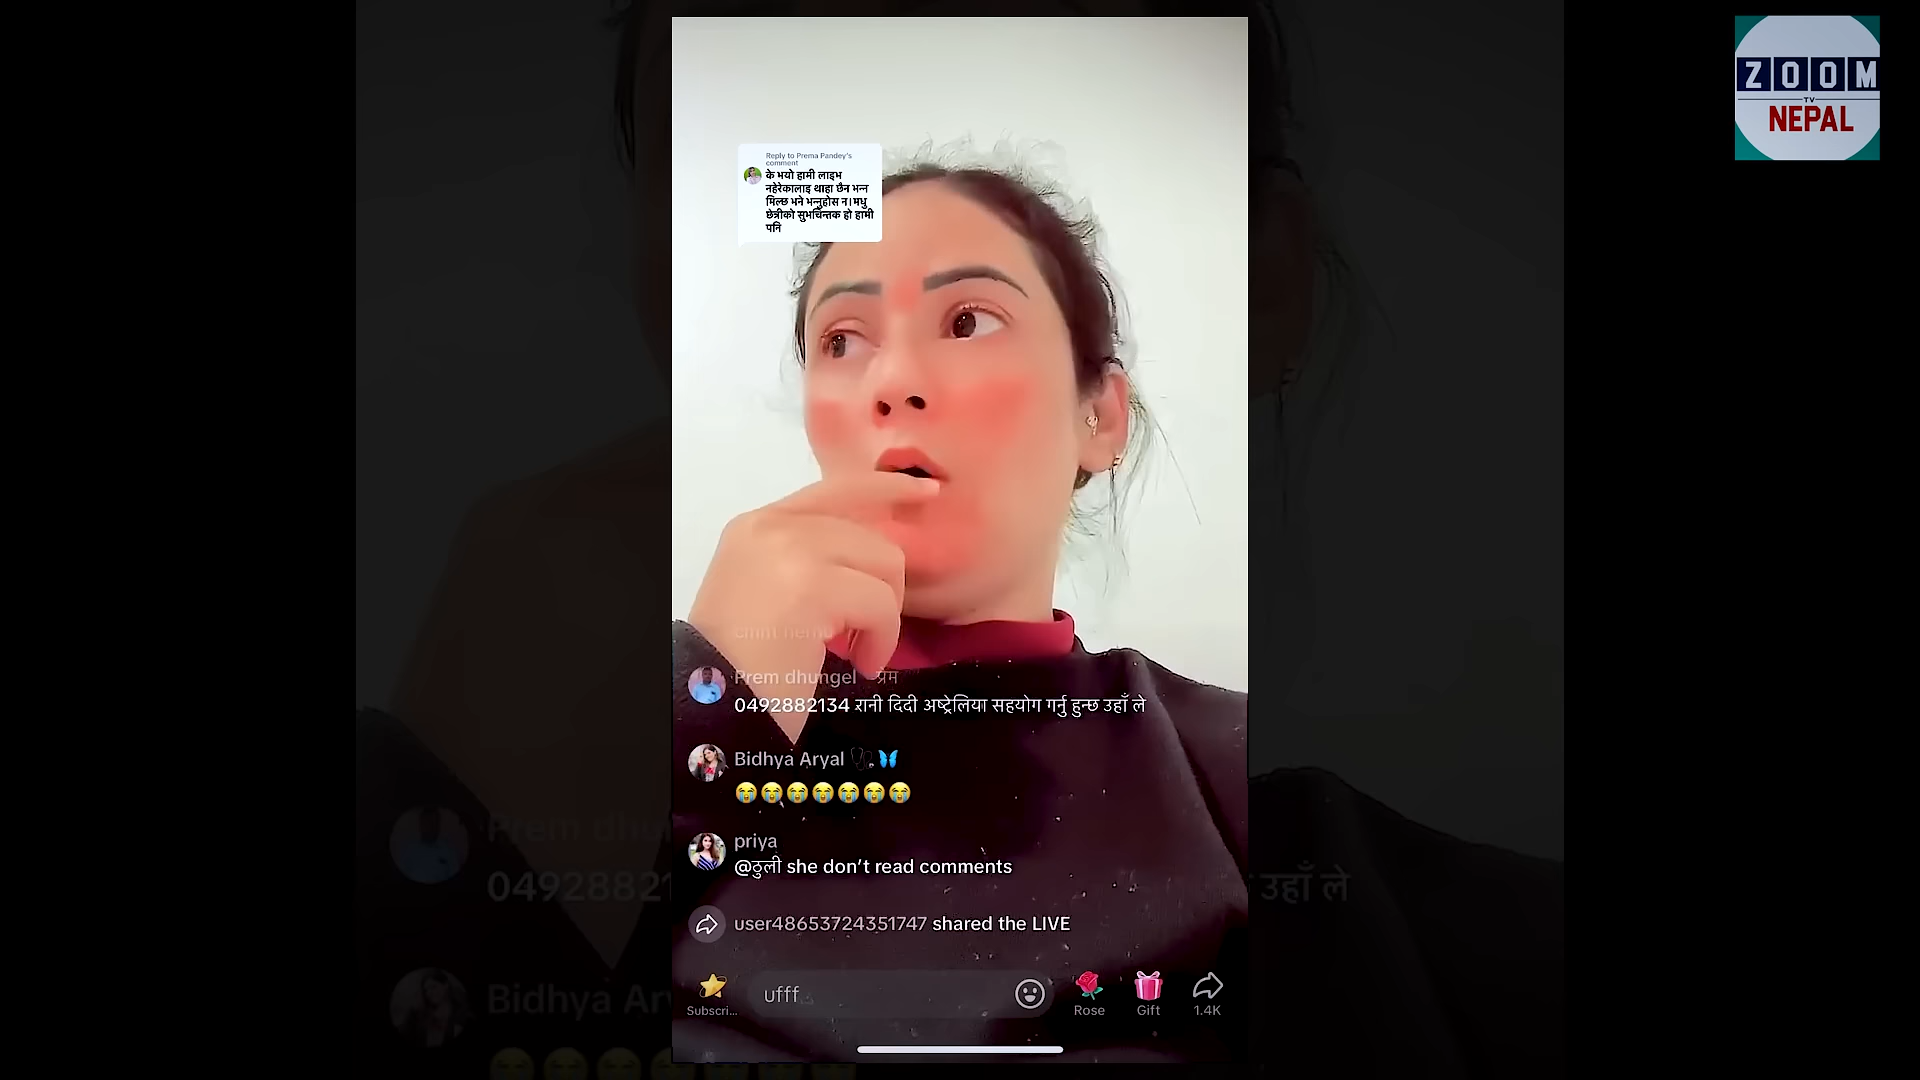 ZOOM
TV
NEPAL
Reply to Prema Pandey's
comment
के भयो हामी लाइभ
नहेरेकालाइ थाहा छैन भन्न
मिल्छ भने भन्नुहोस न।मधु
छेत्रीको सुभचिन्तक हो हामी
पनि
Prem dhungel प्रेम
0492882134 रानी दिदी अष्ट्रेलिया सहयोग गर्नु हुन्छ उहाँ ले
Bidhya Aryal 🩺🦋
😭😭😭😭😭😭😭
priya
@ठुली she don't read comments
user48653724351747 shared the LIVE
Subscri...
ufff
Rose
Gift
1.4K